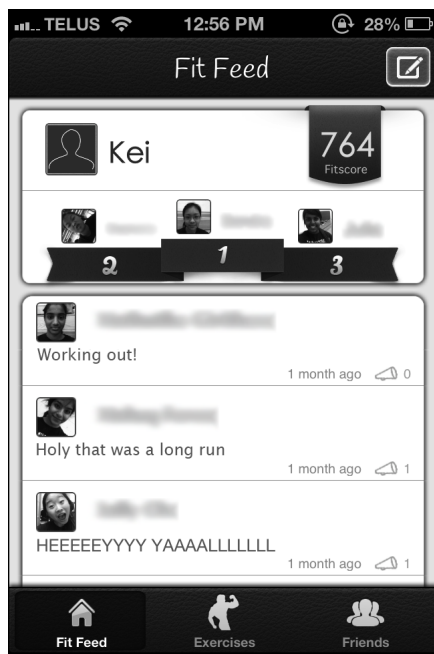 TELUS 12:56 PM 28%
Fit Feed
Kei
764
Fitscore
2 1 3
Working out!
1 month ago 0
Holy that was a long run
1 month ago 1
HEEEEEYYYY YAAAALLLLLLL
1 month ago 1
Fit Feed Exercises Friends